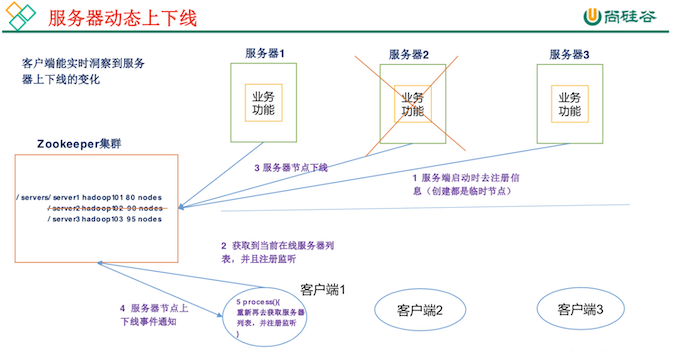 服务器动态上下线
尚硅谷
客户端能实时洞察到服务
器上下线的变化
服务器1
服务器2
服务器3
业务
功能
业务
功能
业务
功能
Zookeeper集群
/servers/server1 hadoop101 80 nodes
/server2 hadoop102 90 nodes
/server3 hadoop103 95 nodes
3 服务器节点下线
1 服务端启动时去注册信
息（创建都是临时节点）
2 获取到当前在线服务器列
表，并且注册监听
4 服务器节点上
下线事件通知
客户端1
5 process(){
重新再去获取服务器
列表，并注册监听
}
客户端2
客户端3